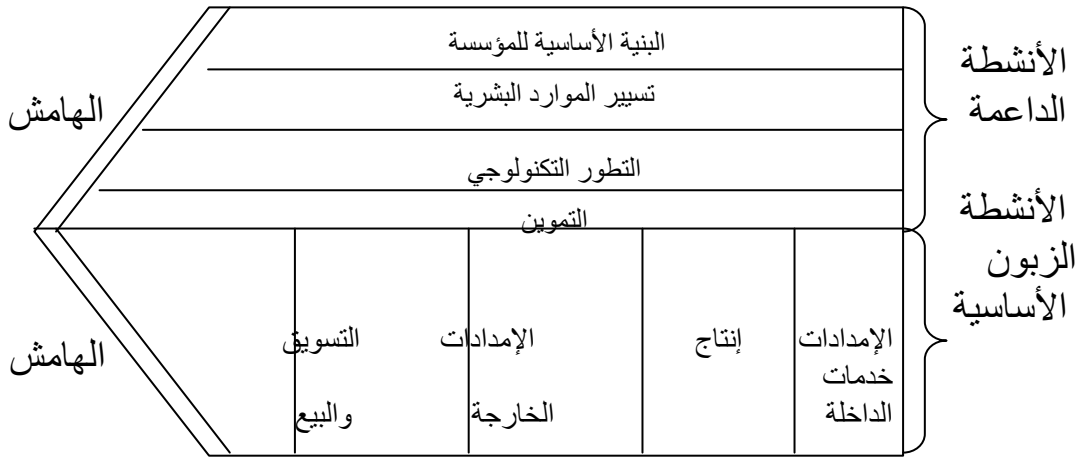 البنية الأساسية للمؤسسة
تسيير الموارد البشرية
التطور التكنولوجي
التموين
الأنشطة
الداعمة
الهامش
الأنشطة
الزبون
الأساسية
الإمدادات
خدمات
الداخلة
إنتاج
الإمدادات
الخارجة
التسويق
والبيع
الهامش